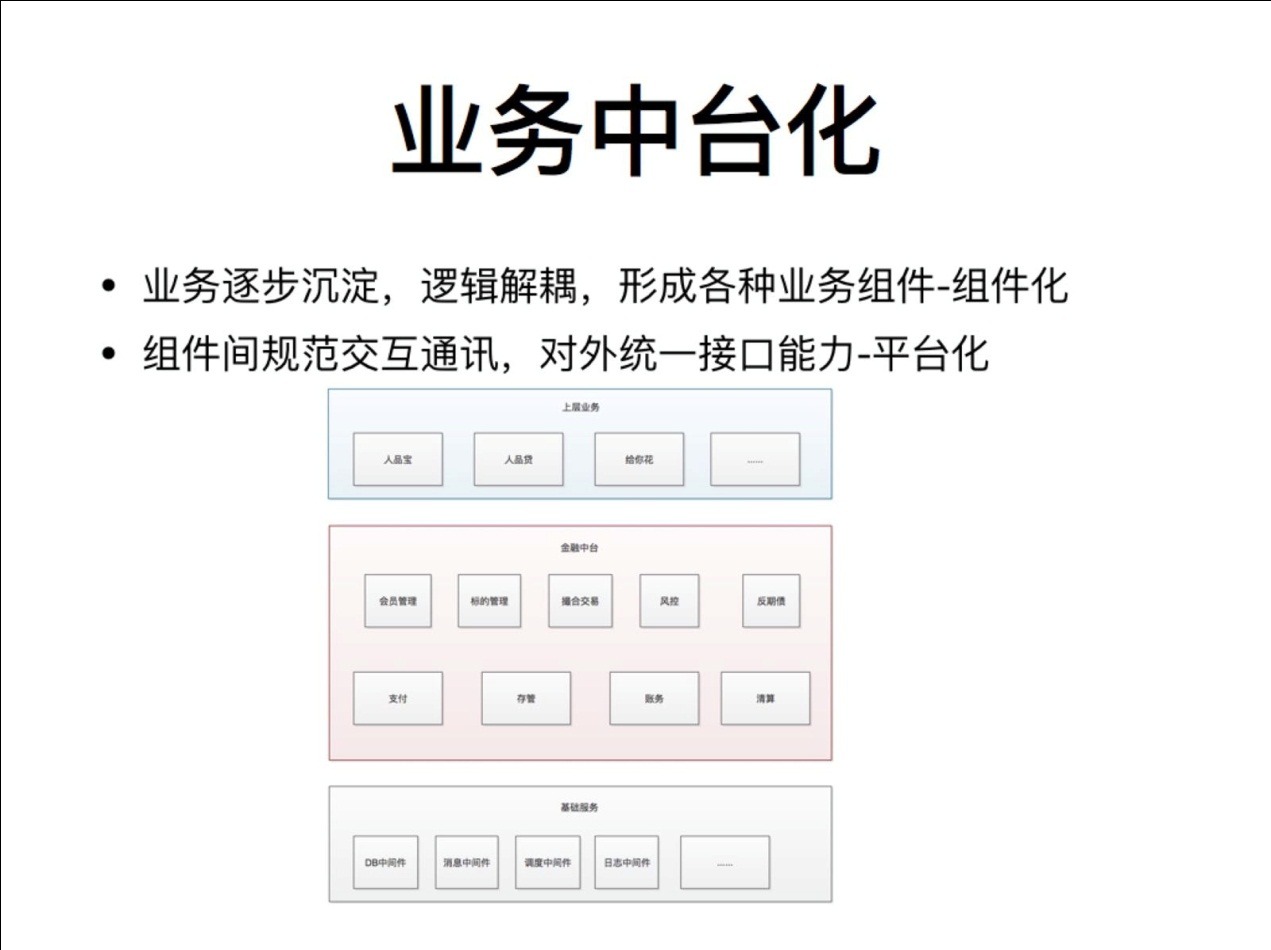 业务中台化
• 业务逐步沉淀，逻辑解耦，形成各种业务组件-组件化
• 组件间规范交互通讯，对外统一接口能力-平台化
上层业务
人品宝 人品贷 给你花 ......
金融中台
会员管理 标的管理 撮合交易 风控 反期债
支付 存管 账务 清算
基础服务
DB中间件 消息中间件 调度中间件 日志中间件 ......